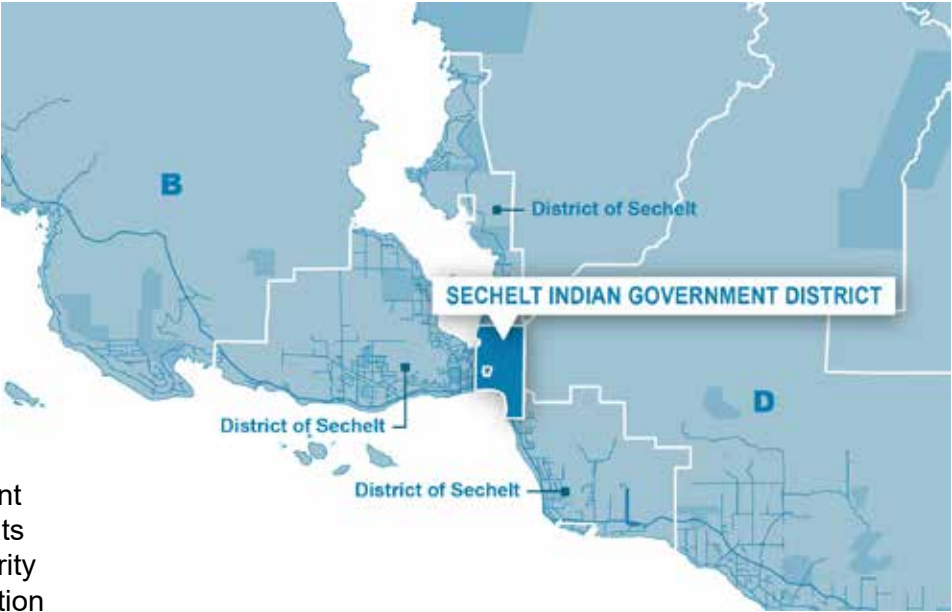 B
District of Sechelt
SECHELT INDIAN GOVERNMENT DISTRICT
D
District of Sechelt
District of Sechelt
nt
ts
rity
tion